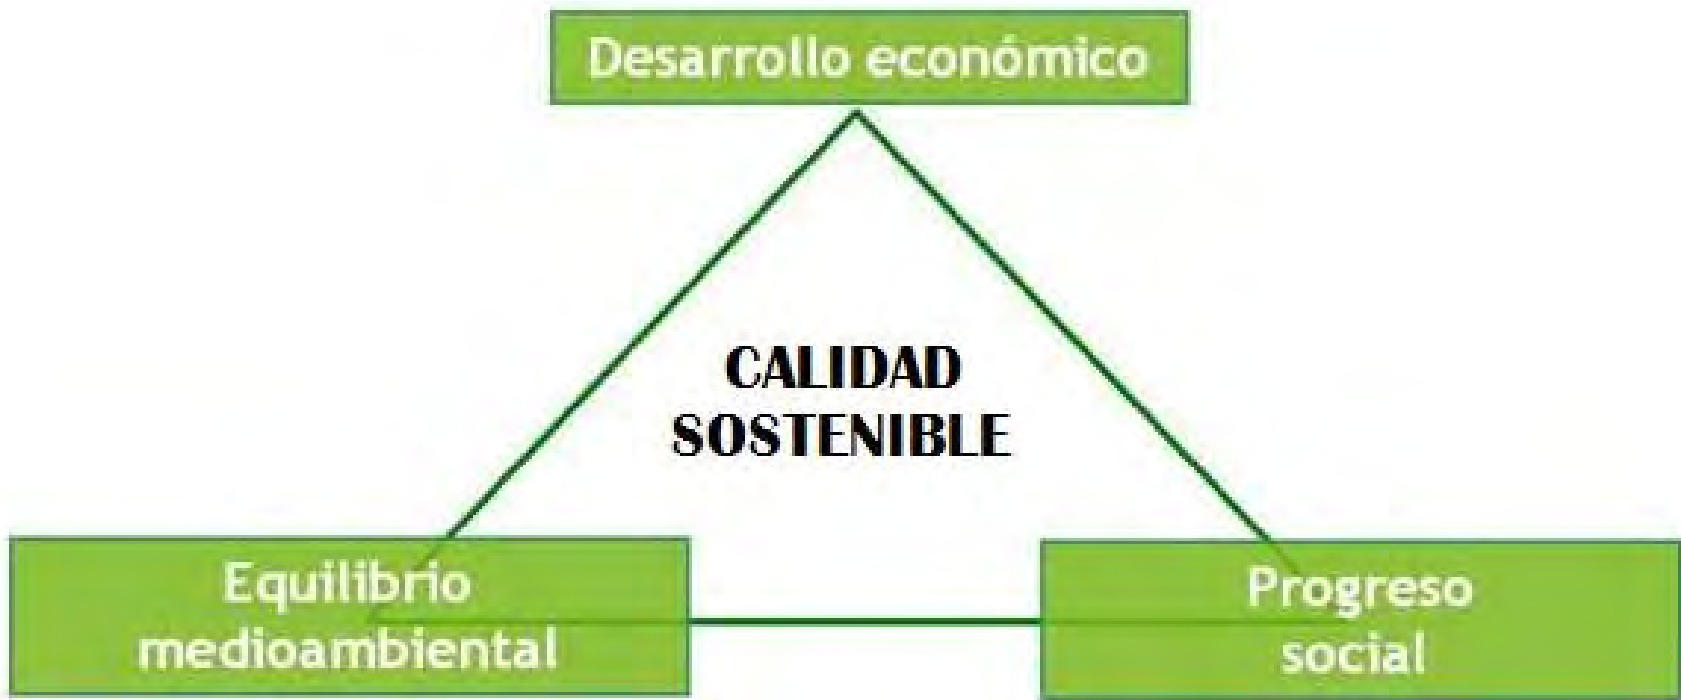 Desarrollo económico
CALIDAD
SOSTENIBLE
Equilibrio
medioambiental
Progreso
social